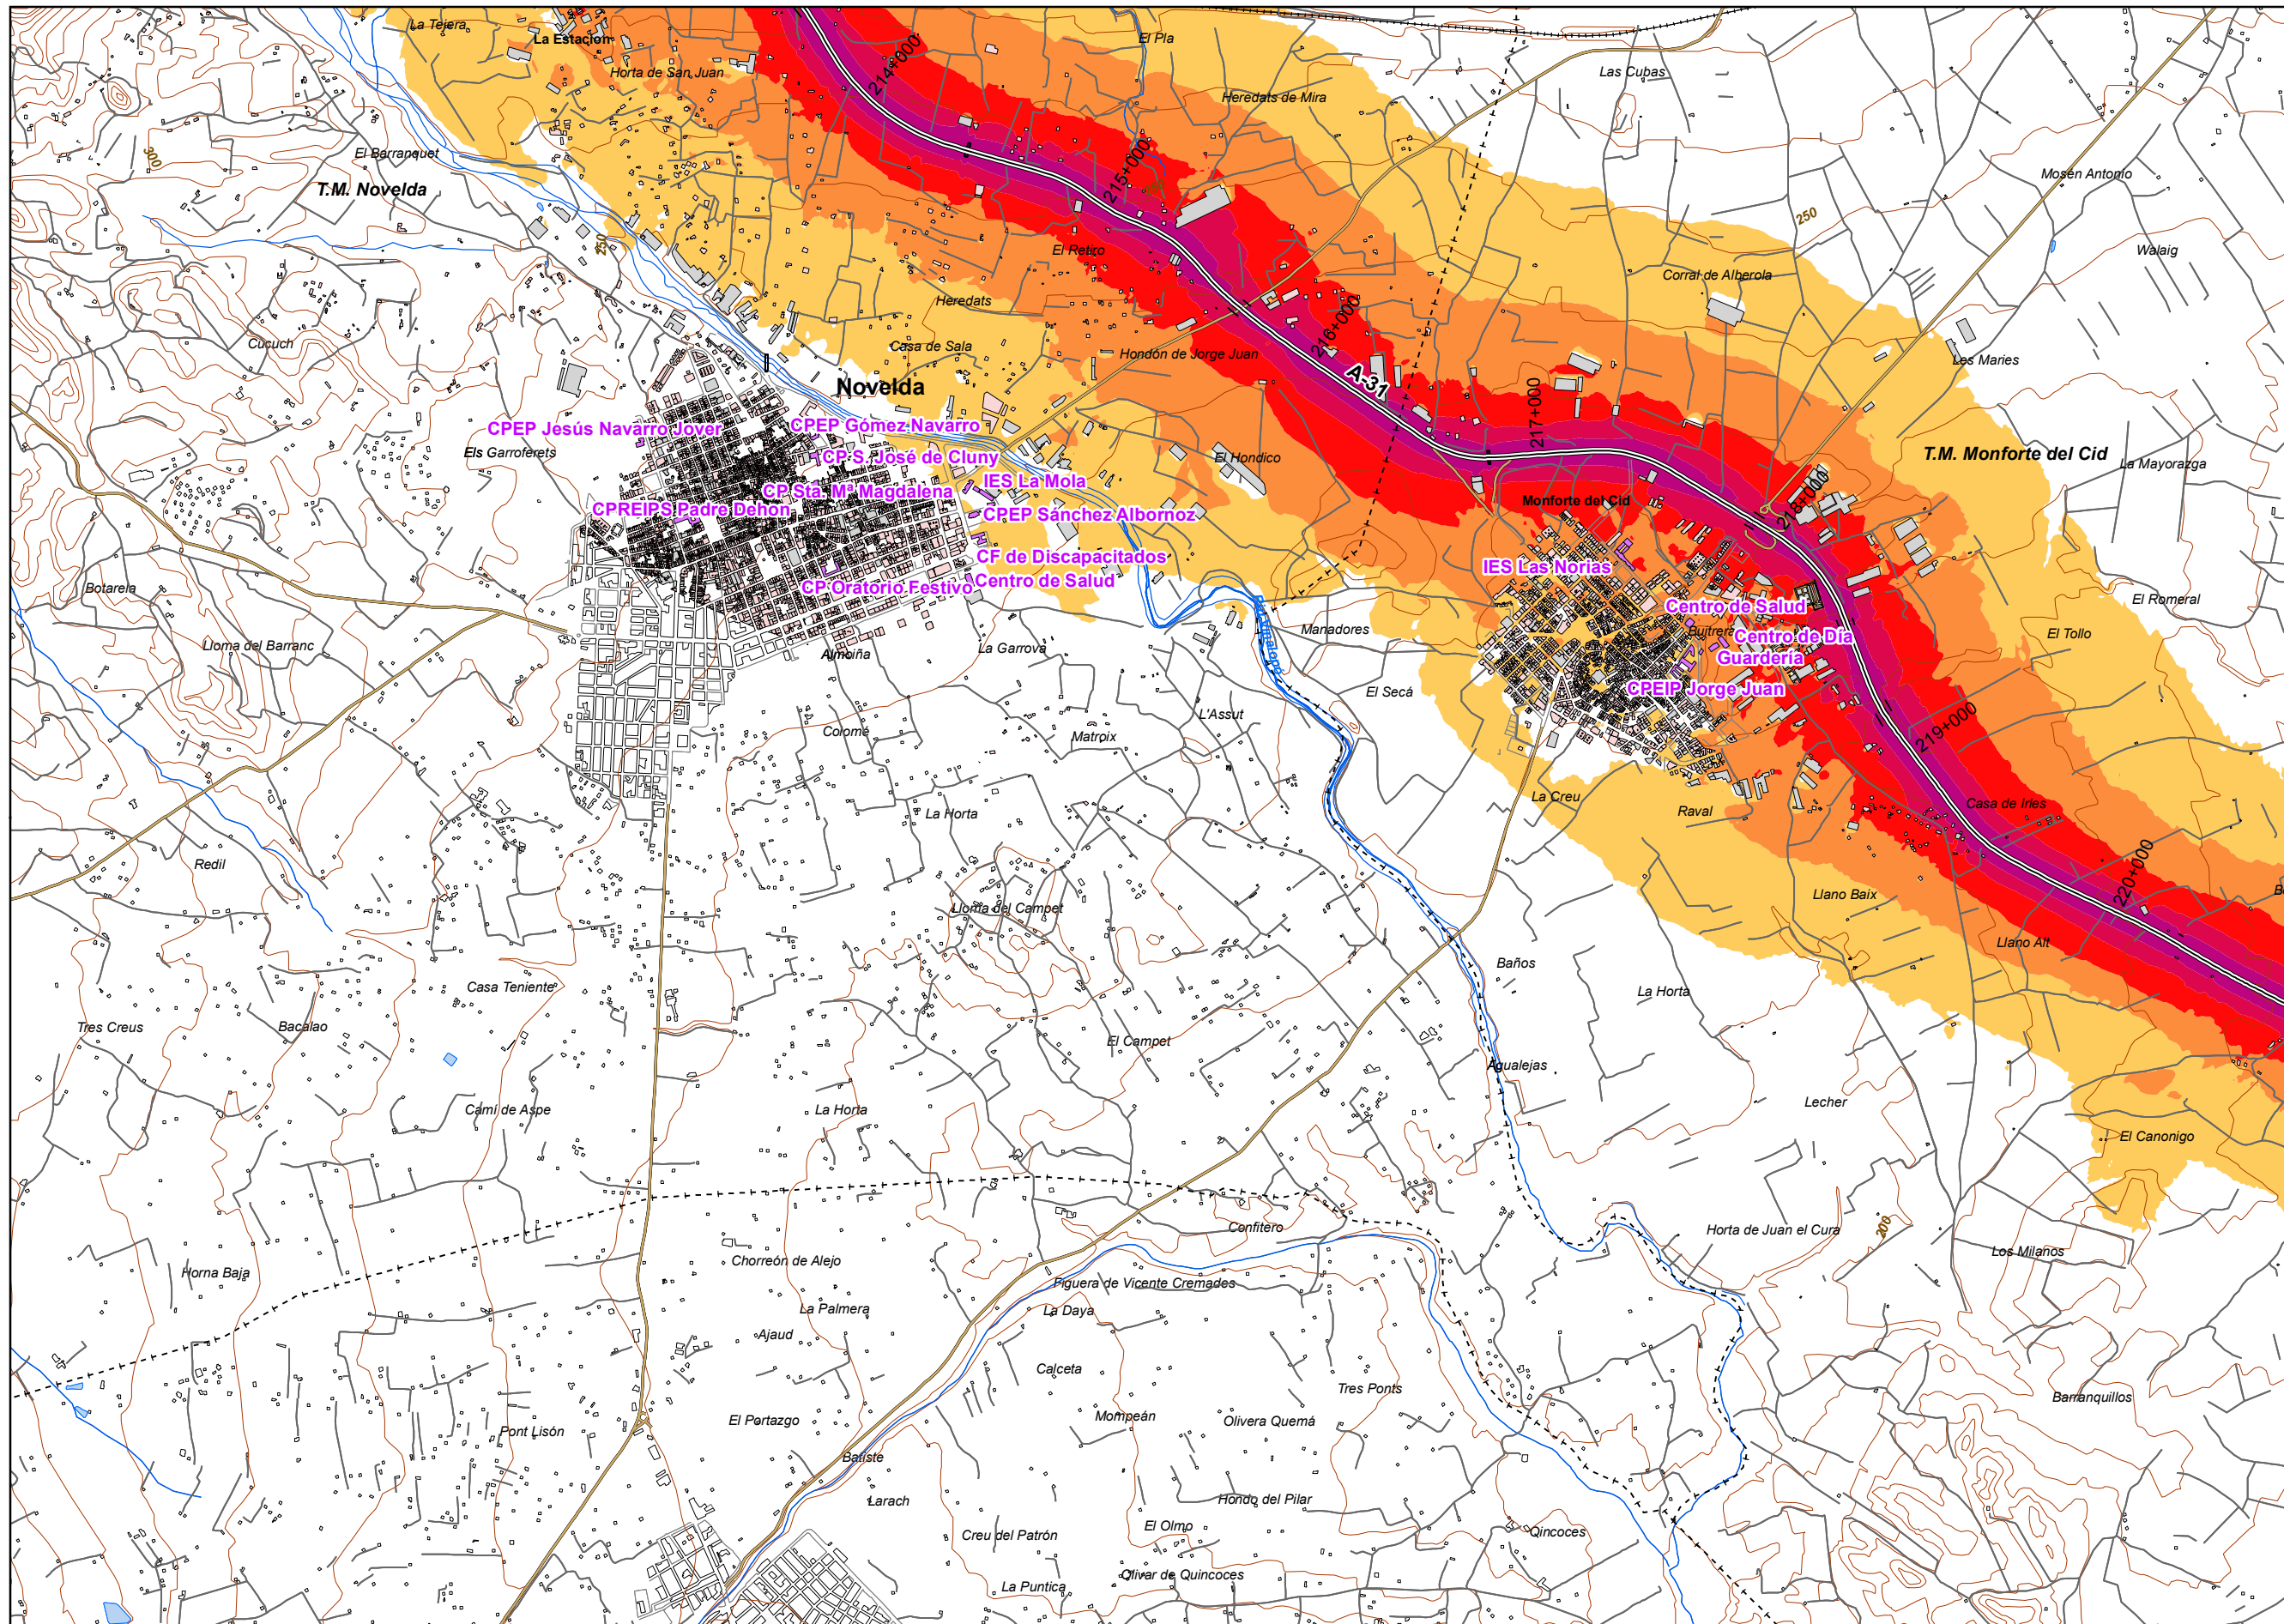 La Tejera
La Estación
El Pla
214+000
Horta de San Juan
Las Cubas
Heredats de Mira
300
El Barranquet
215+000
T.M. Novelda
Mosén Antonio
250
250
El Retiro
Walaig
Corral de Alberola
Heredats
216+000
Cucuch
Casa de Sala
Hondón de Jorge Juan
Les Maries
Novelda
A-31
217+000
CPEP Jesús Navarro Jover
CPEP Gómez Navarro
Els Garroferets
CP S. José de Cluny
El Hondico
T.M. Monforte del Cid
La Mayorazga
IES La Mola
CP Sta. Mª Magdalena
218+000
Monforte del Cid
CPREIPS Padre Dehon
CPEP Sánchez Albornoz
CF de Discapacitados
IES Las Norias
Centro de Salud
Botarela
CP Oratorio Festivo
El Romeral
Centro de Salud
Manadores
Buitrera
Centro de Día
El Tollo
Lloma del Barranc
La Garrova
Almoiña
Guardería
El Secá
CPEIP Jorge Juan
L'Assut
219+000
Colomé
Matroix
La Creu
Casa de Irles
La Horta
Raval
Redil
220+000
Llano Baix
Lloma del Campet
Llano Alt
Baños
Casa Teniente
La Horta
Tres Creus
Bacalao
El Campet
Agualejas
Camí de Aspe
La Horta
Lecher
El Canonigo
Confitero
200
Horta de Juan el Cura
Los Milanos
Chorreón de Alejo
Horna Baja
Figuera de Vicente Cremades
La Palmera
La Daya
Ajaud
Calceta
Tres Ponts
Barranquillos
Mompeán
El Portazgo
Olivera Quemá
Pont Lisón
Batiste
Larach
Hondo del Pilar
El Olmo
Creu del Patrón
Qincoces
Olivar de Quincoces
La Puntica